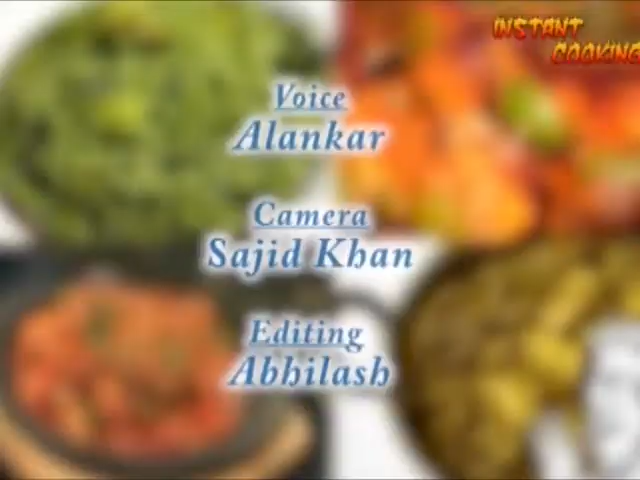 INSTANT
COOKING
Voice
Alankar
Camera
Sajid Khan
Editing
Abhilash